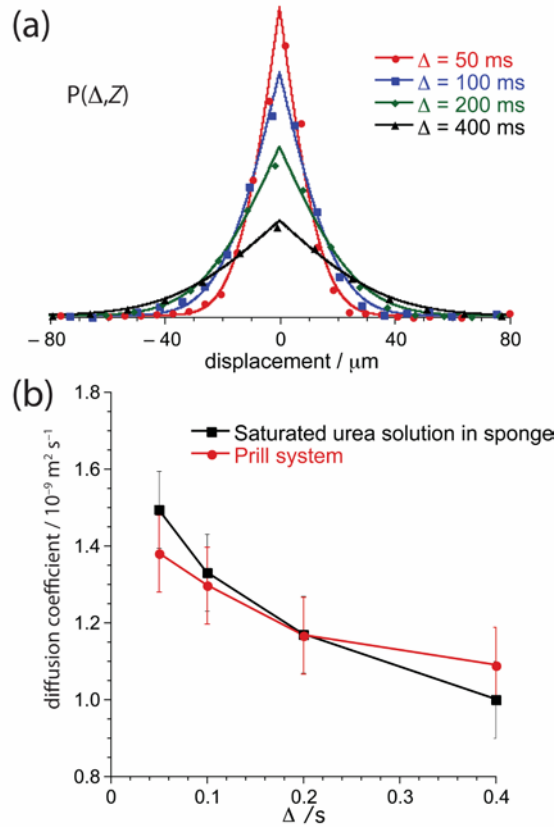 (a)
P(Δ,Z)
Δ = 50 ms
Δ = 100 ms
Δ = 200 ms
Δ = 400 ms
−80 −40 0 40 80
displacement / μm
(b)
1.8
1.6
1.4
1.2
1.0
0.8
diffusion coefficient / 10⁻⁹ m² s⁻¹
Saturated urea solution in sponge
Prill system
0 0.1 0.2 0.3 0.4
Δ /s